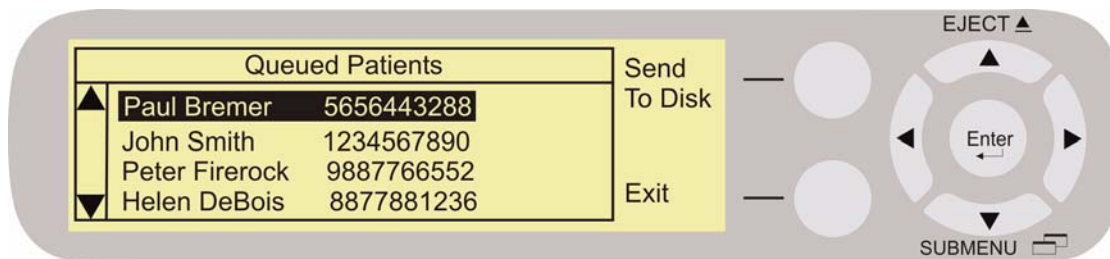 EJECT
Queued Patients
Send
To Disk
Paul Bremer 5656443288
John Smith 1234567890
Enter
Peter Firerock 9887766552
Helen DeBois 8877881236
Exit
SUBMENU